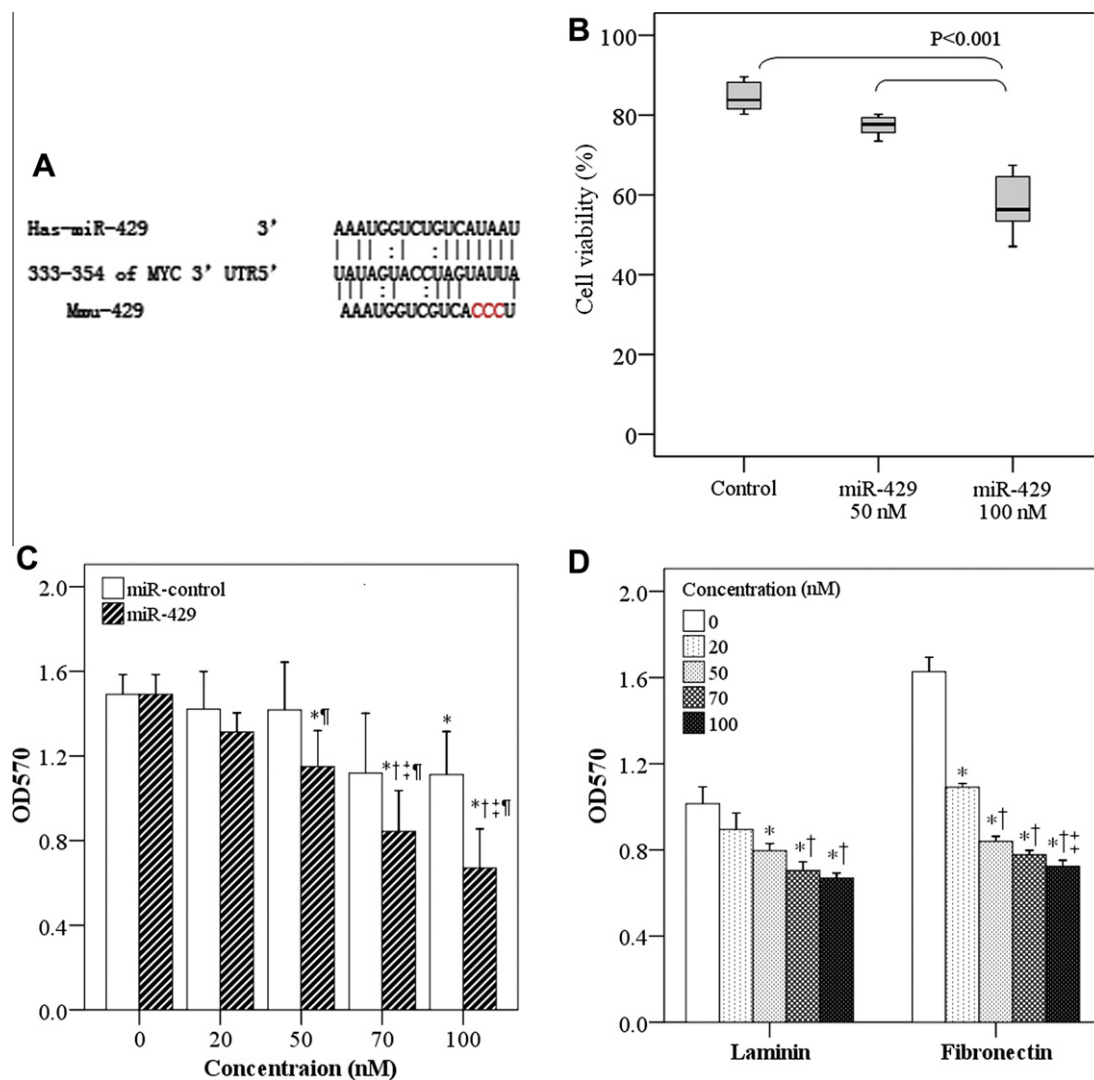 A
Has-miR-429 3' AAAUGGUCUGUCAUAAU
333-354 of MYC 3' UTR5' UAUAGUACCUAGUAUUA
Mmu-429 AAAUGGUCGUCACCCU
B
P<0.001
Cell viability (%)
100
80
60
40
20
0
Control
miR-429
50 nM
miR-429
100 nM
C
miR-control
miR-429
OD570
2.0
1.6
1.2
0.8
0.4
0.0
*¶
*†‡¶
*
*†‡¶
0 20 50 70 100
Concentraion (nM)
D
Concentration (nM)
0
20
50
70
100
OD570
2.0
1.6
1.2
0.8
0.4
0.0
*
*†
*†
*
*†
*†
*†‡
Laminin Fibronectin